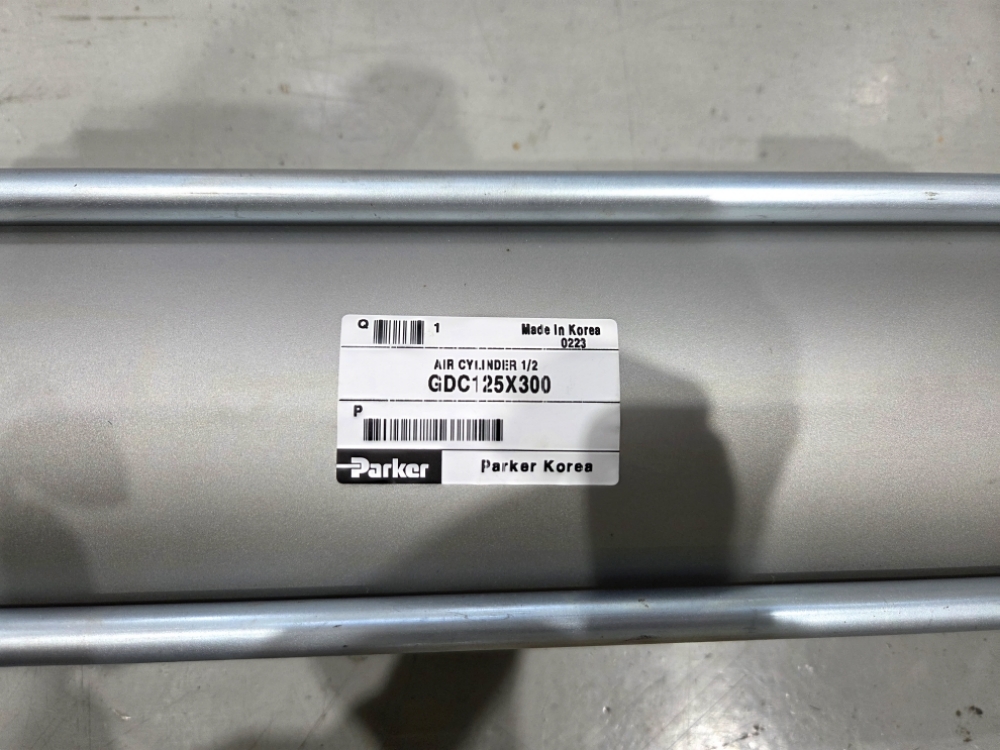 Q 1 Made In Korea
0223
AIR CYLINDER 1/2
GDC125X300
P
Parker Parker Korea